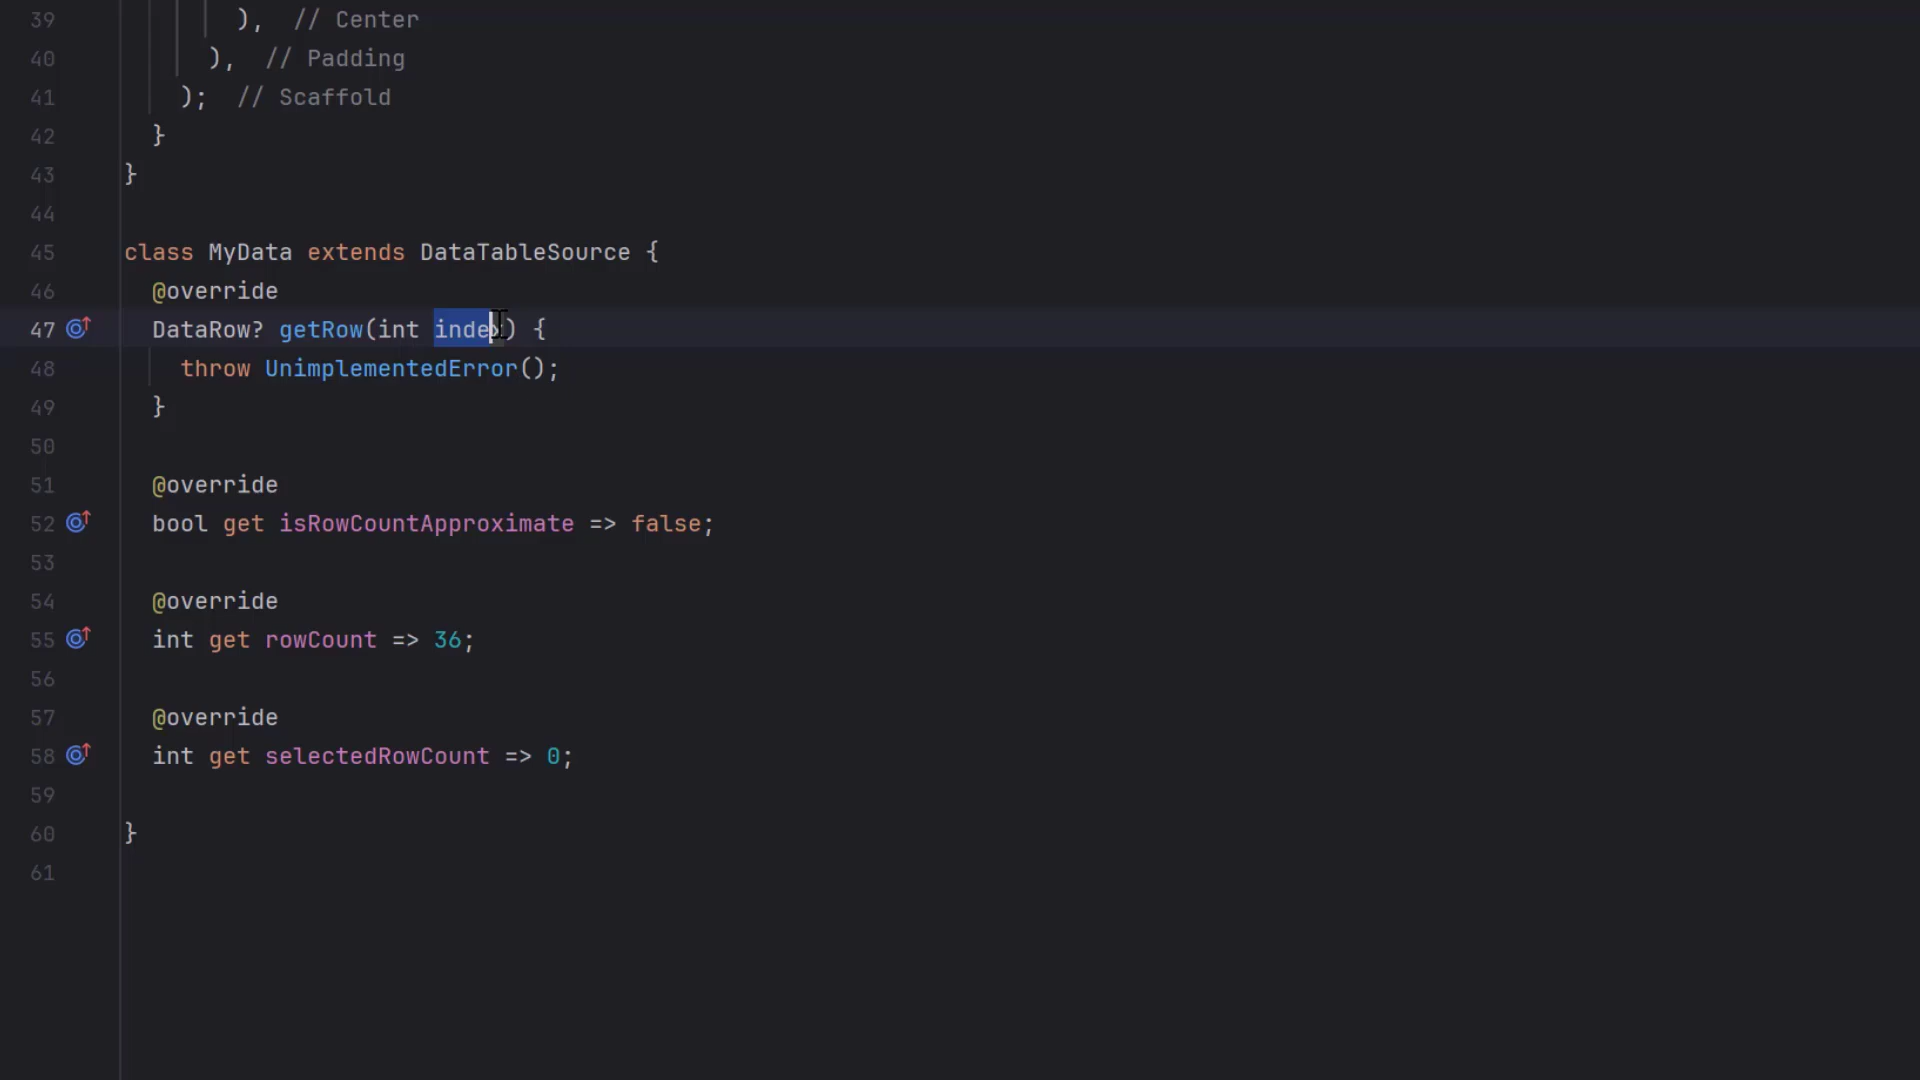 39 ), // Center
40 ), // Padding
41 ); // Scaffold
42 }
43 }
44
45 class MyData extends DataTableSource {
46 @override
47 DataRow? getRow(int index) {
48 throw UnimplementedError();
49 }
50
51 @override
52 bool get isRowCountApproximate => false;
53
54 @override
55 int get rowCount => 36;
56
57 @override
58 int get selectedRowCount => 0;
59
60 }
61